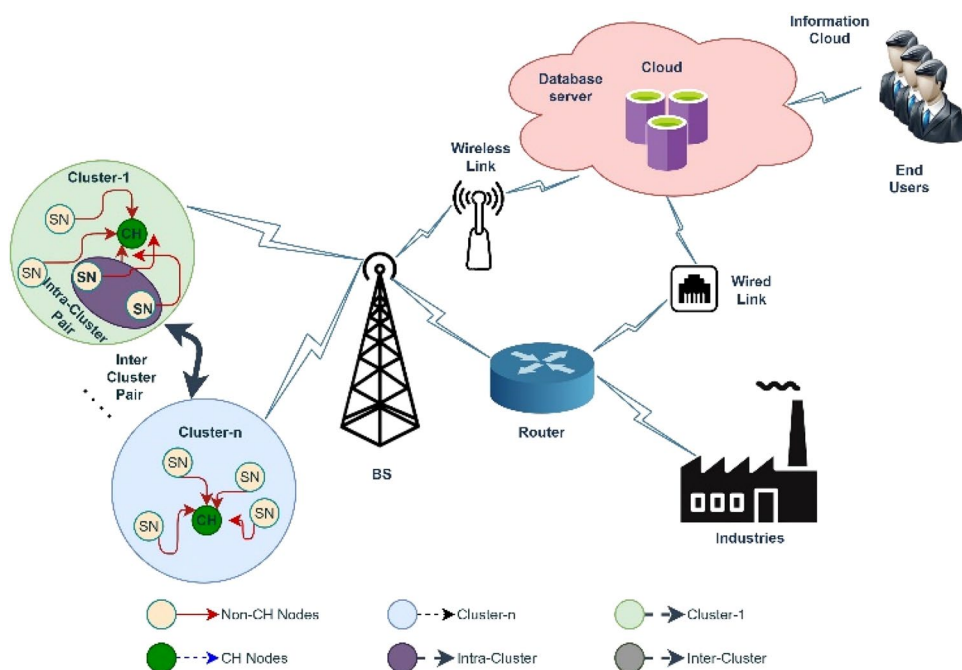 Information
Cloud
Database
server
Cloud
End
Users
Wireless
Link
Cluster-1
SN
CH
SN
SN
SN
Intra-Cluster
Pair
Inter
Cluster
Pair
Wired
Link
Router
BS
Cluster-n
SN
SN
SN
SN
CH
Industries
Non-CH Nodes
Cluster-n
Cluster-1
CH Nodes
Intra-Cluster
Inter-Cluster